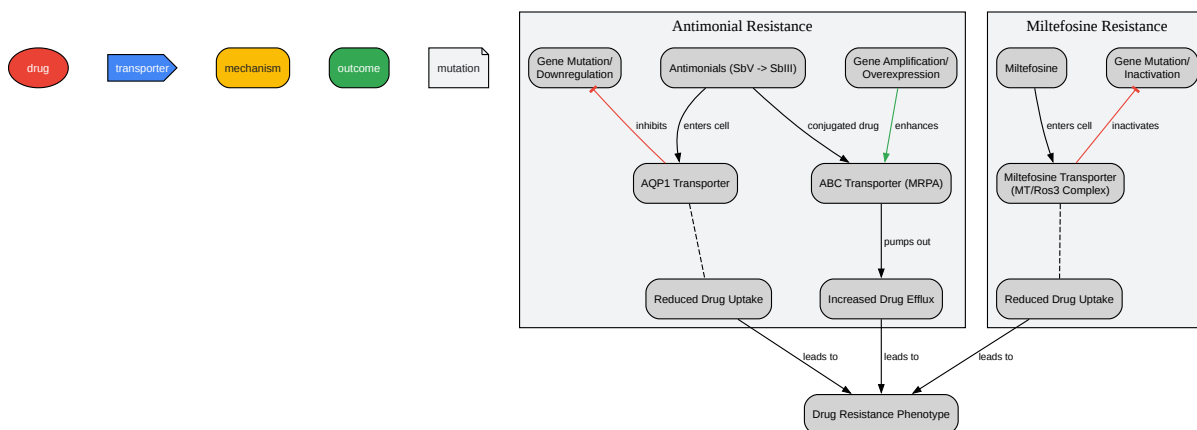 Antimonial Resistance
Miltefosine Resistance
drug
transporter
mechanism
outcome
mutation
Gene Mutation/
Downregulation
Antimonials (SbV -> SbIII)
Gene Amplification/
Overexpression
Miltefosine
Gene Mutation/
Inactivation
inhibits
enters cell
conjugated drug
enhances
enters cell
inactivates
AQP1 Transporter
ABC Transporter (MRPA)
Miltefosine Transporter
(MT/Ros3 Complex)
pumps out
Reduced Drug Uptake
Increased Drug Efflux
Reduced Drug Uptake
leads to
leads to
leads to
Drug Resistance Phenotype